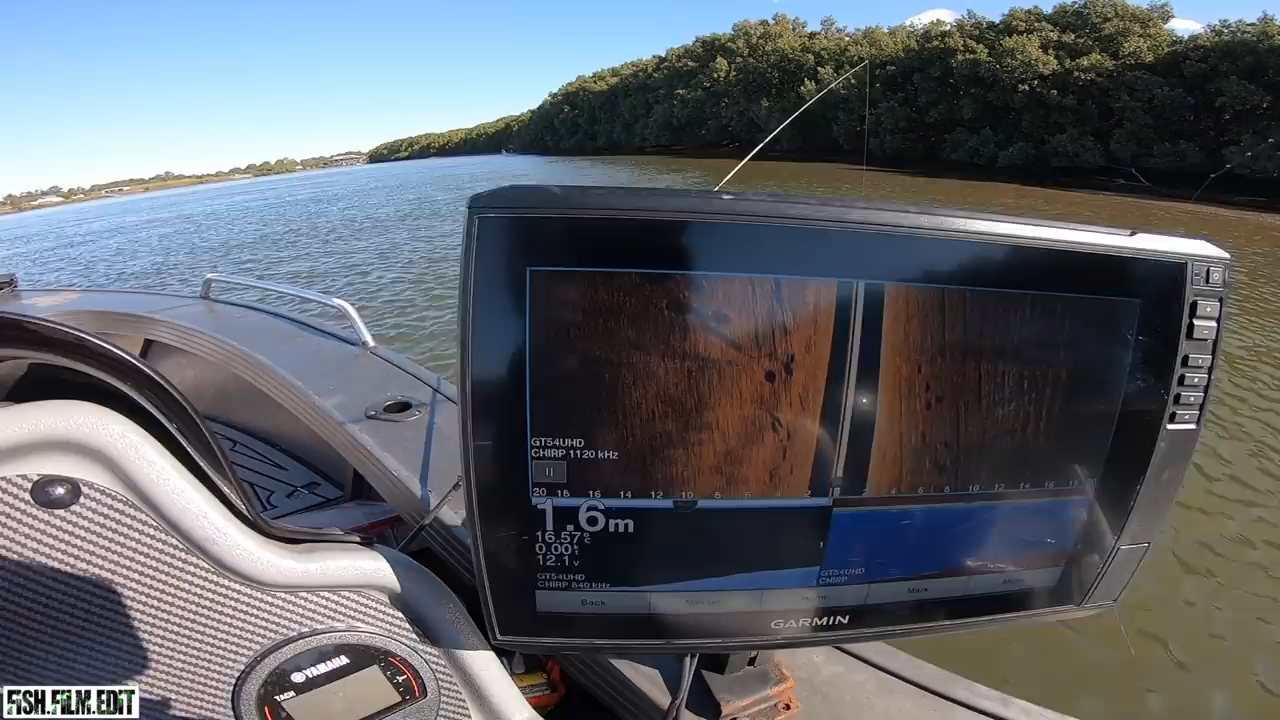 GT54UHD
CHIRP 1120 kHz
20 18 16 14 12 10 8 6 4 2
2 4 6 8 10 12 14 16 18
1.6m
16.57°c
0.00
12.1v
GT54UHD
CHIRP 840 kHz
GT54UHD
CHIRP
Back
Mark
GARMIN
YAMAHA
TACH
FISH.FILM.EDIT